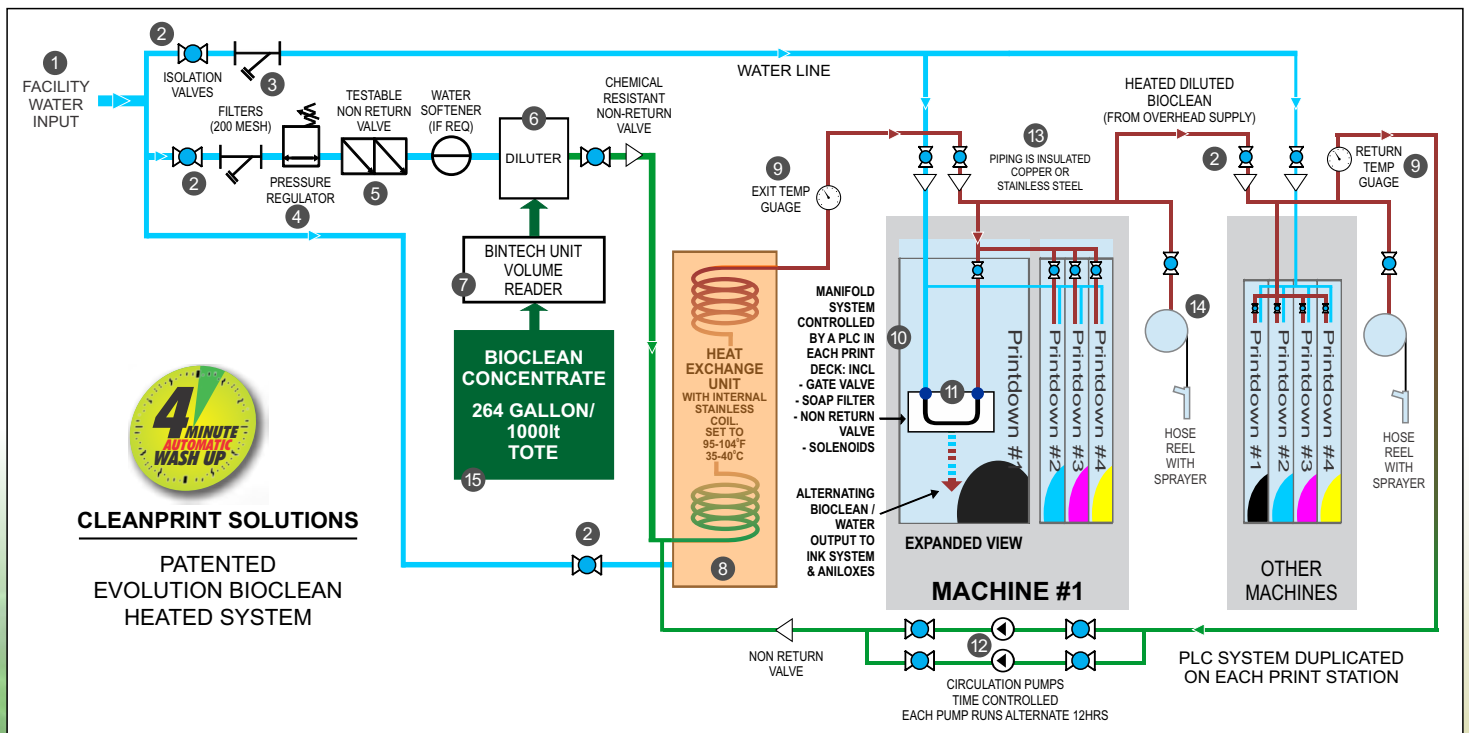 1
FACILITY
WATER
INPUT
2
ISOLATION
VALVES
3
FILTERS
(200 MESH)
2
PRESSURE
REGULATOR
4
TESTABLE
NON RETURN
VALVE
5
WATER
SOFTENER
(IF REQ)
6
DILUTER
CHEMICAL
RESISTANT
NON-RETURN
VALVE
WATER LINE
BINTECH UNIT
VOLUME
READER
7
BIOCLEAN
CONCENTRATE
264 GALLON/
1000lt
TOTE
15
4
MINUTE
AUTOMATIC
WASH UP
CLEANPRINT SOLUTIONS
PATENTED
EVOLUTION BIOCLEAN
HEATED SYSTEM
2
HEAT
EXCHANGE
UNIT
WITH INTERNAL
STAINLESS
COIL.
SET TO
95-104°F
35-40°C
8
9
EXIT TEMP
GUAGE
MANIFOLD
SYSTEM
CONTROLLED
BY A PLC IN
EACH PRINT
DECK: INCL
- GATE VALVE
- SOAP FILTER
- NON RETURN
VALVE
- SOLENOIDS
10
11
ALTERNATING
BIOCLEAN /
WATER
OUTPUT TO
INK SYSTEM
& ANILOXES
Printdown #1
Printdown #2
Printdown #3
Printdown #4
EXPANDED VIEW
MACHINE #1
13
PIPING IS INSULATED
COPPER OR
STAINLESS STEEL
HEATED DILUTED
BIOCLEAN
(FROM OVERHEAD SUPPLY)
2
RETURN
TEMP
GUAGE
9
14
HOSE
REEL
WITH
SPRAYER
Printdown #1
Printdown #2
Printdown #3
Printdown #4
OTHER
MACHINES
HOSE
REEL
WITH
SPRAYER
NON RETURN
VALVE
12
CIRCULATION PUMPS
TIME CONTROLLED
EACH PUMP RUNS ALTERNATE 12HRS
PLC SYSTEM DUPLICATED
ON EACH PRINT STATION